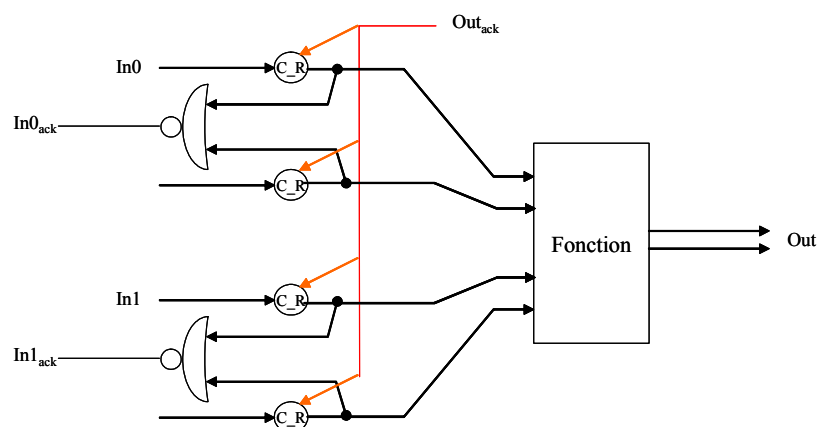 Out_ack
In0
C_R
In0_ack
C_R
Fonction
Out
In1
C_R
In1_ack
C_R